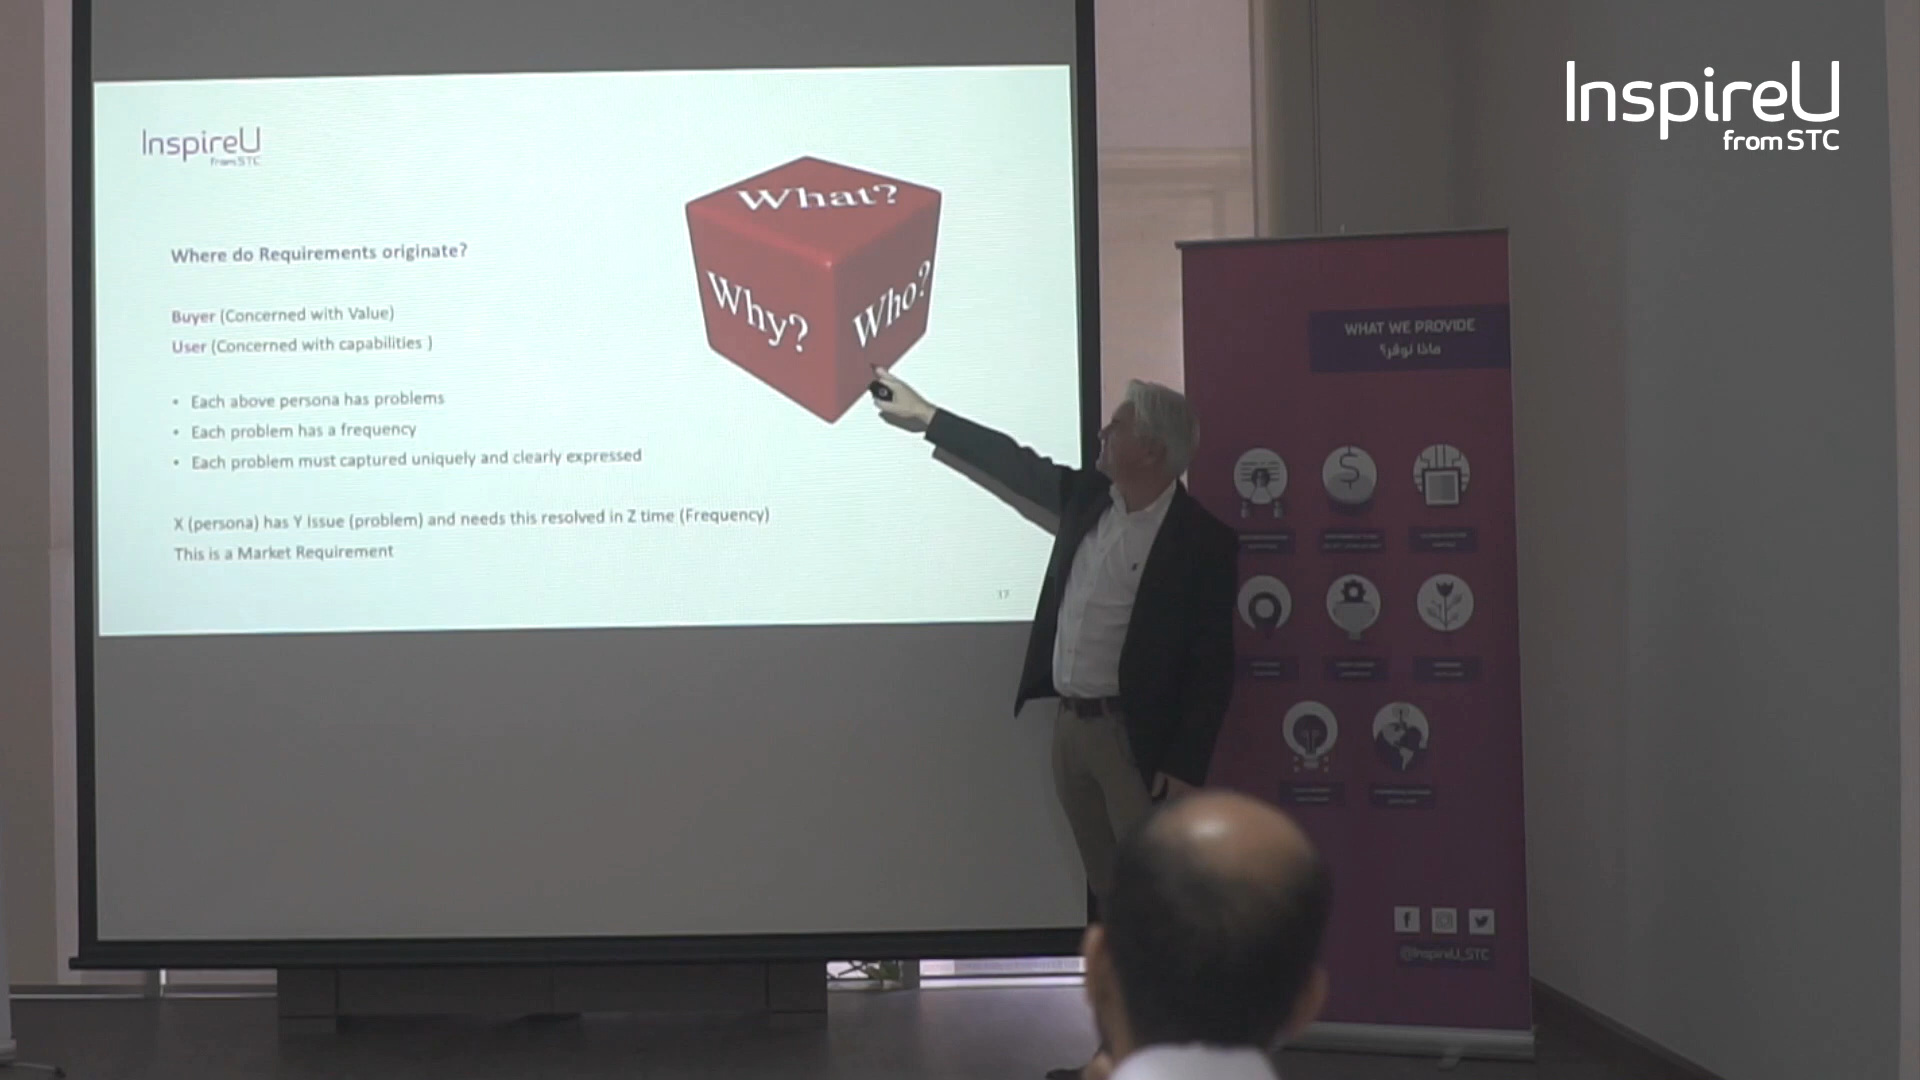 InspireU
from STC
InspireU
from STC
What?
Why?
Who?
Where do Requirements originate?
Buyer (Concerned with Value)
User (Concerned with capabilities )
• Each above persona has problems
• Each problem has a frequency
• Each problem must captured uniquely and clearly expressed
X (persona) has Y Issue (problem) and needs this resolved in Z time (Frequency)
This is a Market Requirement
17
WHAT WE PROVIDE
ماذا نوفر؟
@InspireU_STC